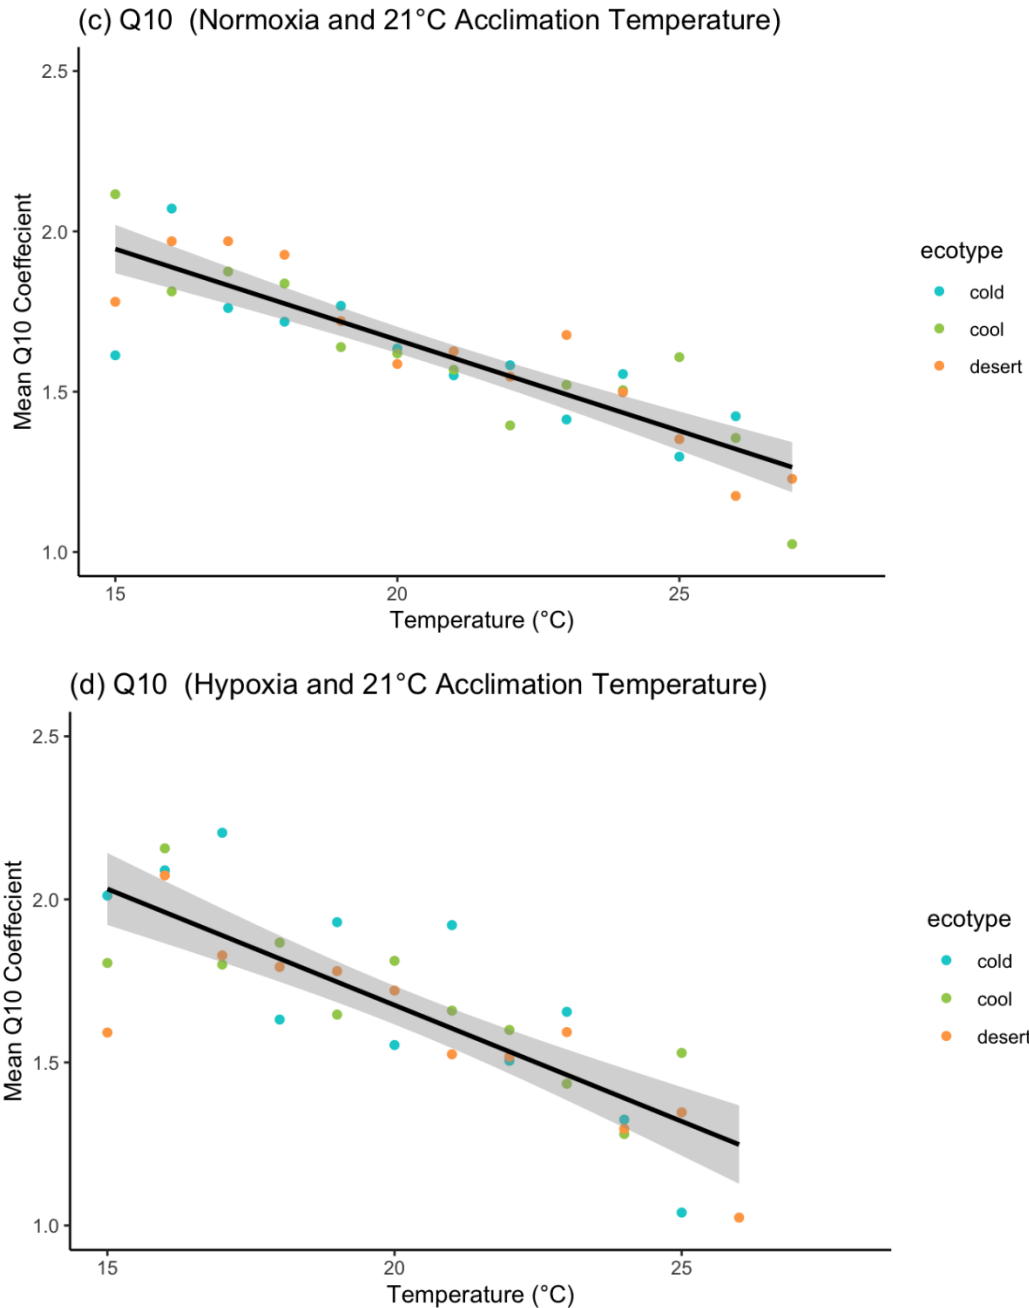 (c) Q10 (Normoxia and 21°C Acclimation Temperature)
2.5
2.0
1.5
1.0
Mean Q10 Coeffecient
15 20 25
Temperature (°C)
ecotype
cold
cool
desert
(d) Q10 (Hypoxia and 21°C Acclimation Temperature)
2.5
2.0
1.5
1.0
Mean Q10 Coeffecient
15 20 25
Temperature (°C)
ecotype
cold
cool
desert